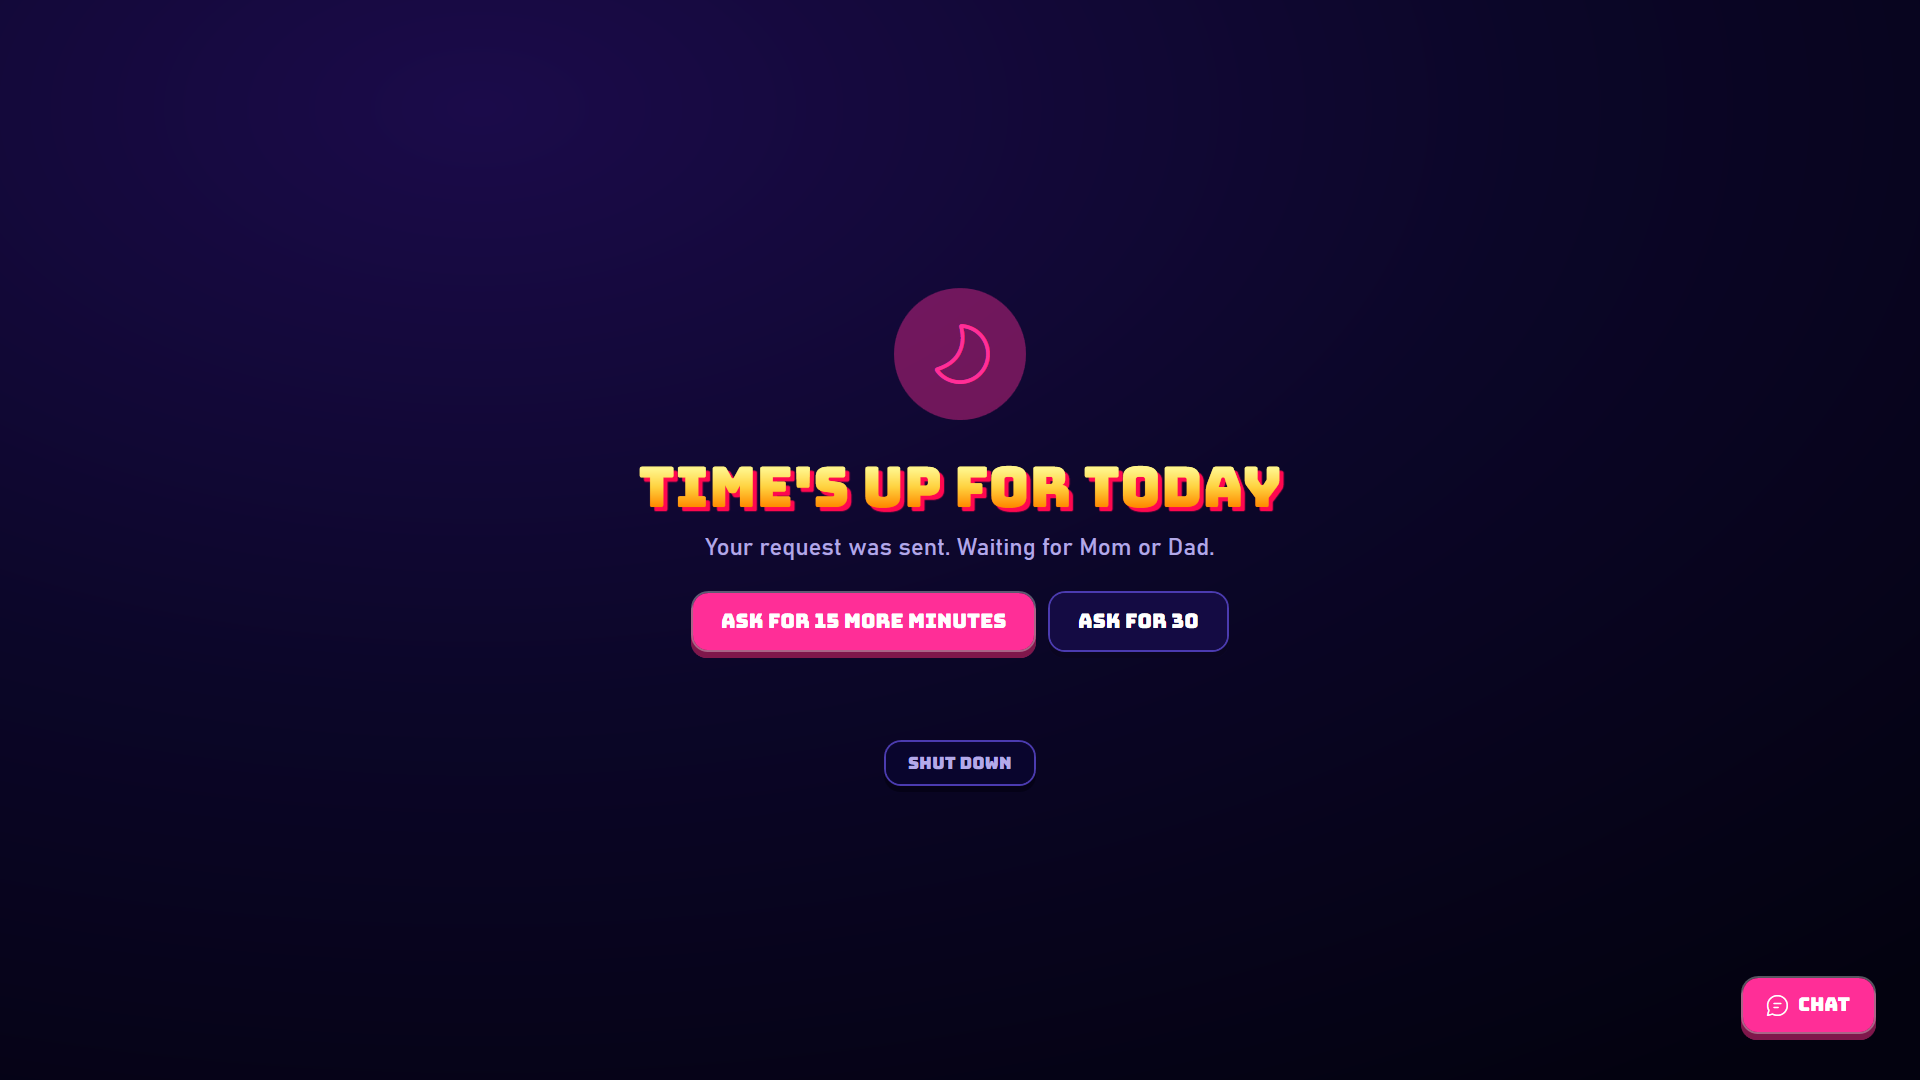 TIME'S UP FOR TODAY
Your request was sent. Waiting for Mom or Dad.
ASK FOR 15 MORE MINUTES
ASK FOR 30
SHUT DOWN
CHAT